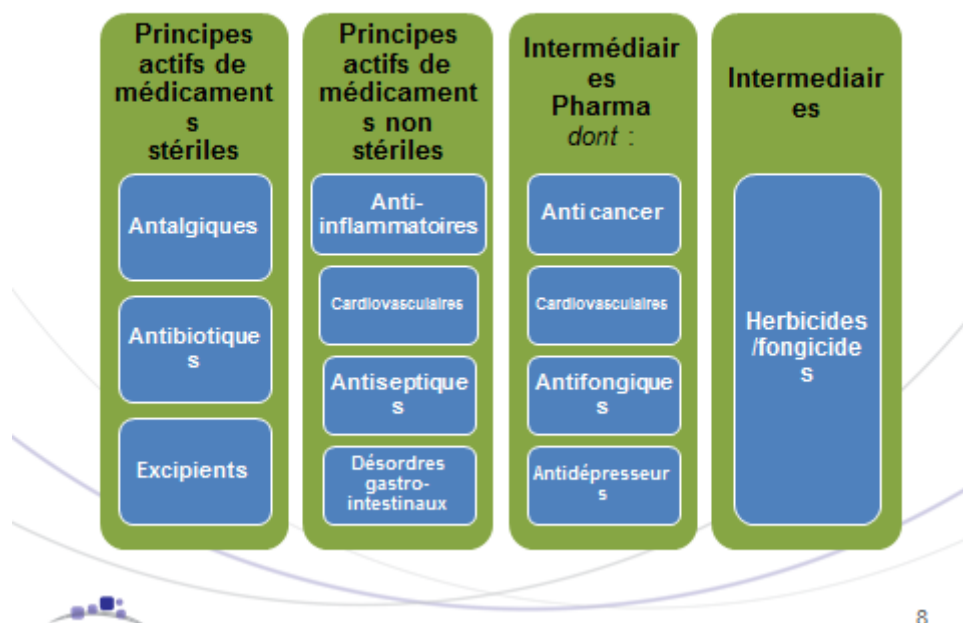 Principes
actifs de
médicament
s
stériles
Antalgiques
Antibiotique
s
Excipients
Principes
actifs de
médicament
s non
stériles
Anti-
inflammatoires
Cardiovasculaires
Antiseptique
s
Désordres
gastro-
intestinaux
Intermédiair
es
Pharma
dont :
Anti cancer
Cardiovasculaires
Antifongique
s
Antidépresseur
s
Intermediair
es
Herbicides
/fongicide
s
8